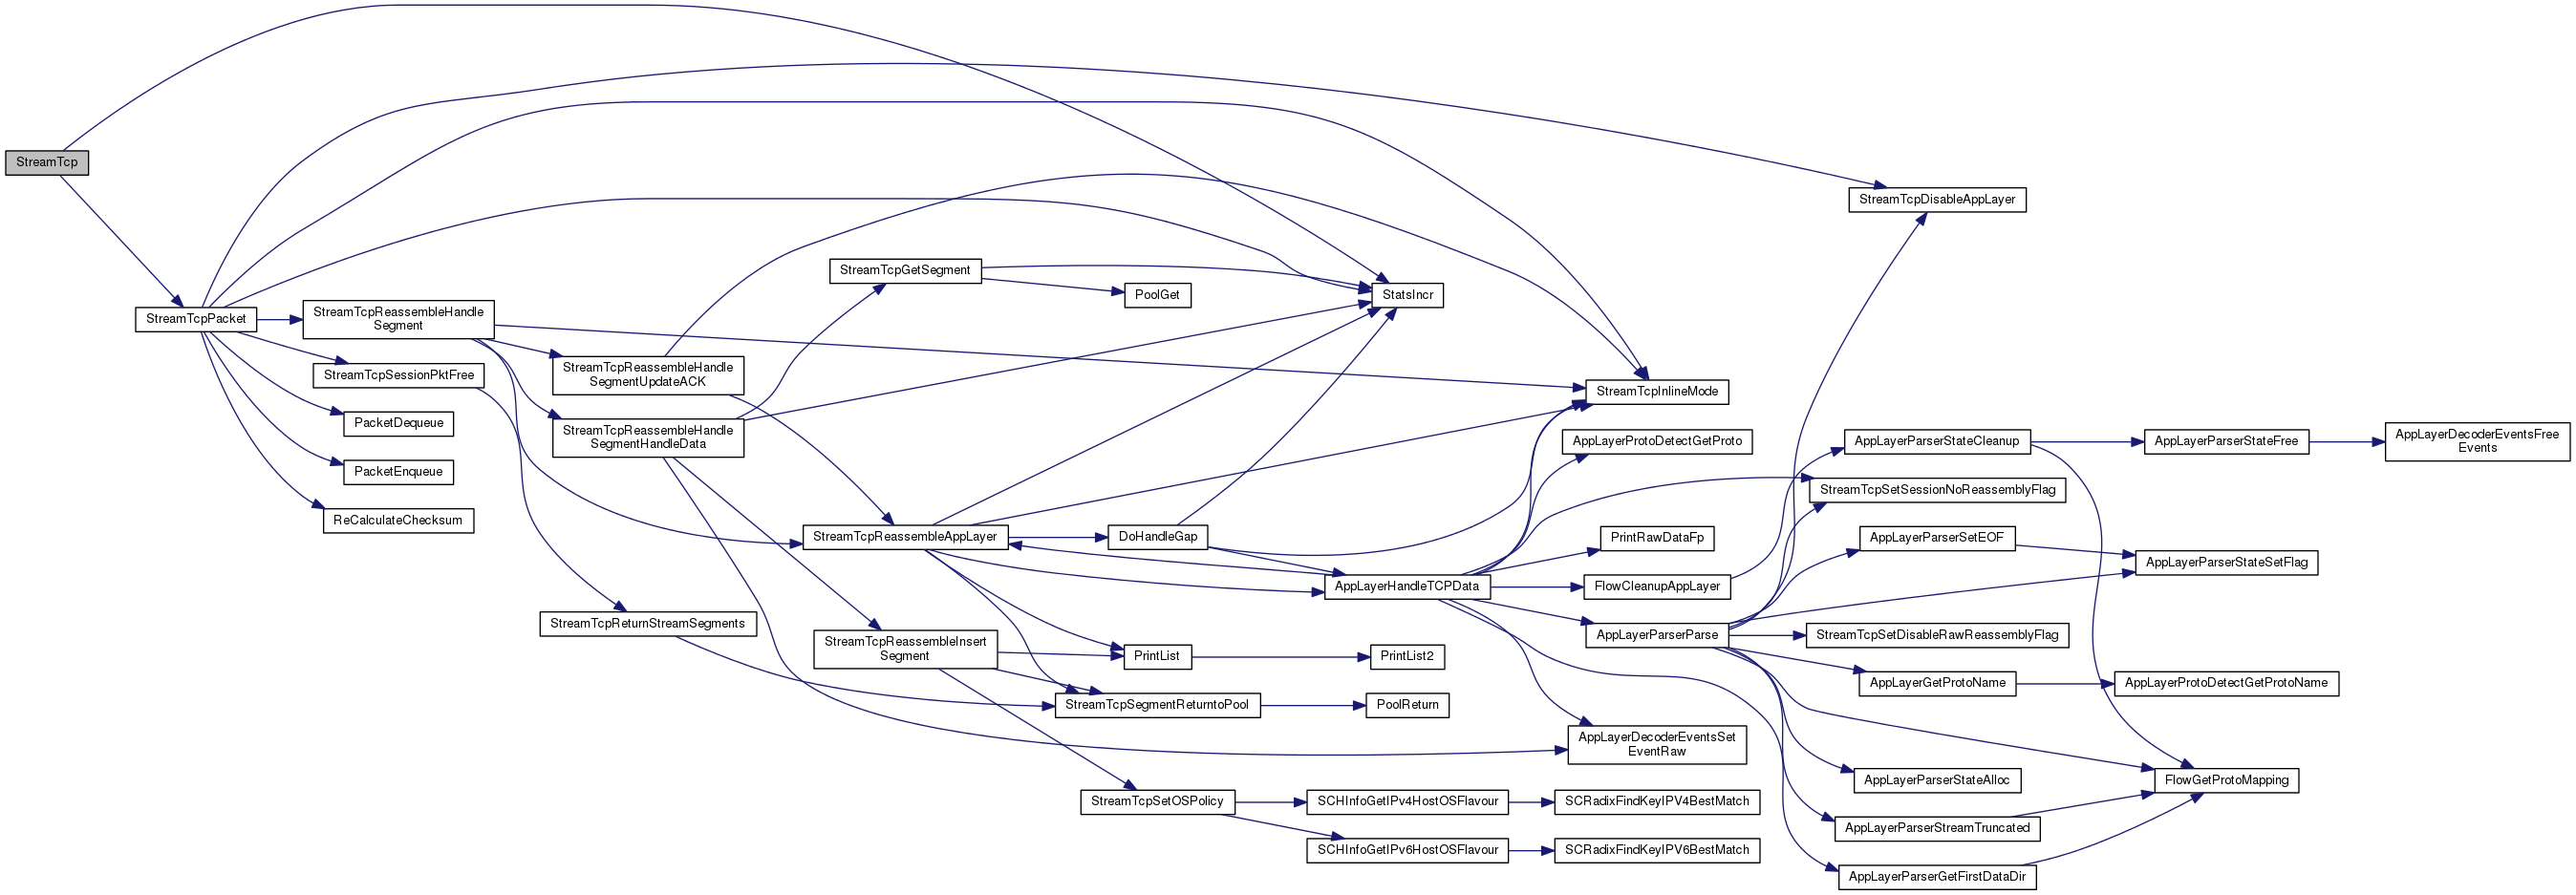 StreamTcp
StreamTcpPacket
StreamTcpReassembleHandle
Segment
StreamTcpSessionPktFree
PacketDequeue
PacketEnqueue
ReCalculateChecksum
StreamTcpReassembleHandle
SegmentUpdateACK
StreamTcpReassembleHandle
SegmentHandleData
StreamTcpReturnStreamSegments
StreamTcpGetSegment
StreamTcpReassembleAppLayer
StreamTcpReassembleInsert
Segment
PoolGet
DoHandleGap
PrintList
StreamTcpSegmentReturntoPool
StreamTcpSetOSPolicy
StatsIncr
AppLayerHandleTCPData
PrintList2
PoolReturn
SCHInfoGetIPv4HostOSFlavour
SCHInfoGetIPv6HostOSFlavour
StreamTcpInlineMode
AppLayerProtoDetectGetProto
PrintRawDataFp
FlowCleanupAppLayer
AppLayerParserParse
AppLayerDecoderEventsSet
EventRaw
SCRadixFindKeyIPV4BestMatch
SCRadixFindKeyIPV6BestMatch
StreamTcpDisableAppLayer
AppLayerParserStateCleanup
StreamTcpSetSessionNoReassemblyFlag
AppLayerParserSetEOF
StreamTcpSetDisableRawReassemblyFlag
AppLayerGetProtoName
AppLayerParserStateAlloc
AppLayerParserStreamTruncated
AppLayerParserGetFirstDataDir
AppLayerParserStateFree
AppLayerParserStateSetFlag
AppLayerProtoDetectGetProtoName
FlowGetProtoMapping
AppLayerDecoderEventsFree
Events